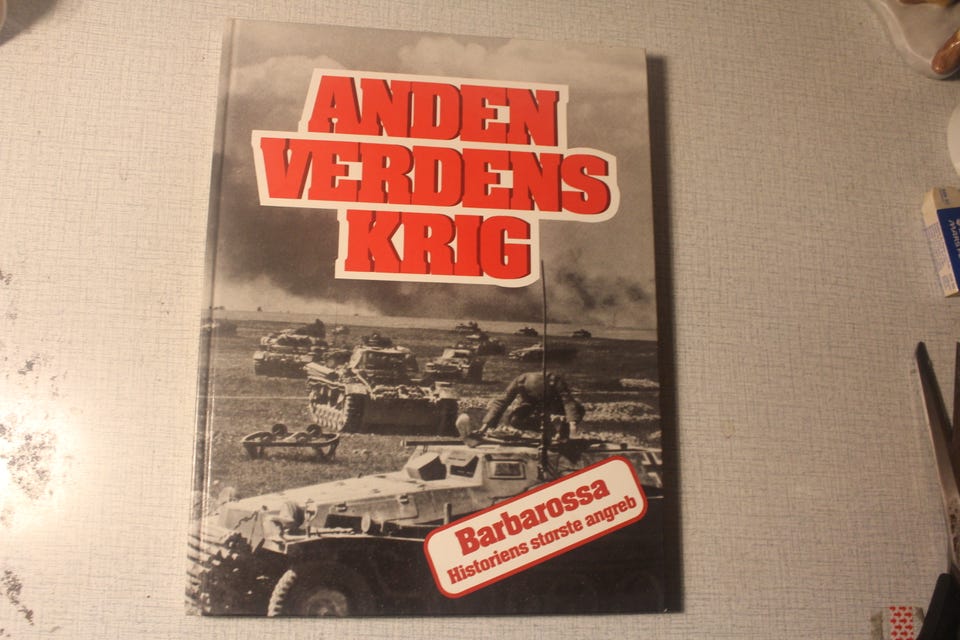 ANDEN
VERDENS
KRIG
Barbarossa
Historiens største angreb